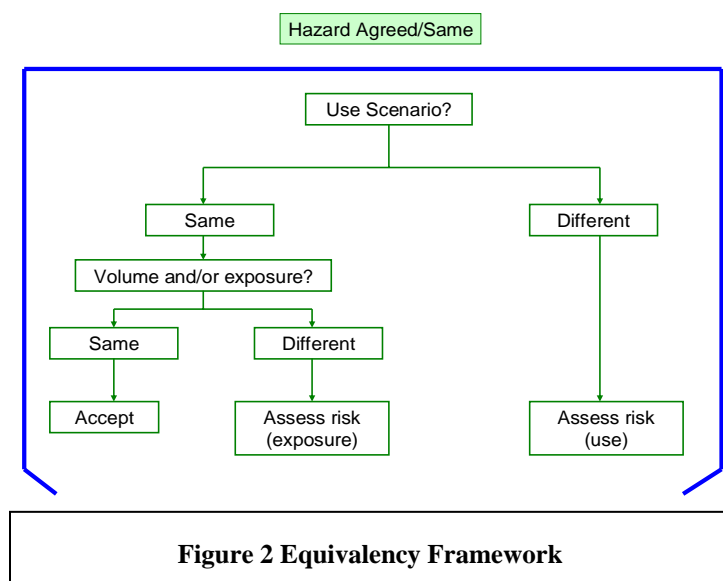 Hazard Agreed/Same
Use Scenario?
Same
Different
Volume and/or exposure?
Same
Different
Accept
Assess risk
(exposure)
Assess risk
(use)
Figure 2 Equivalency Framework